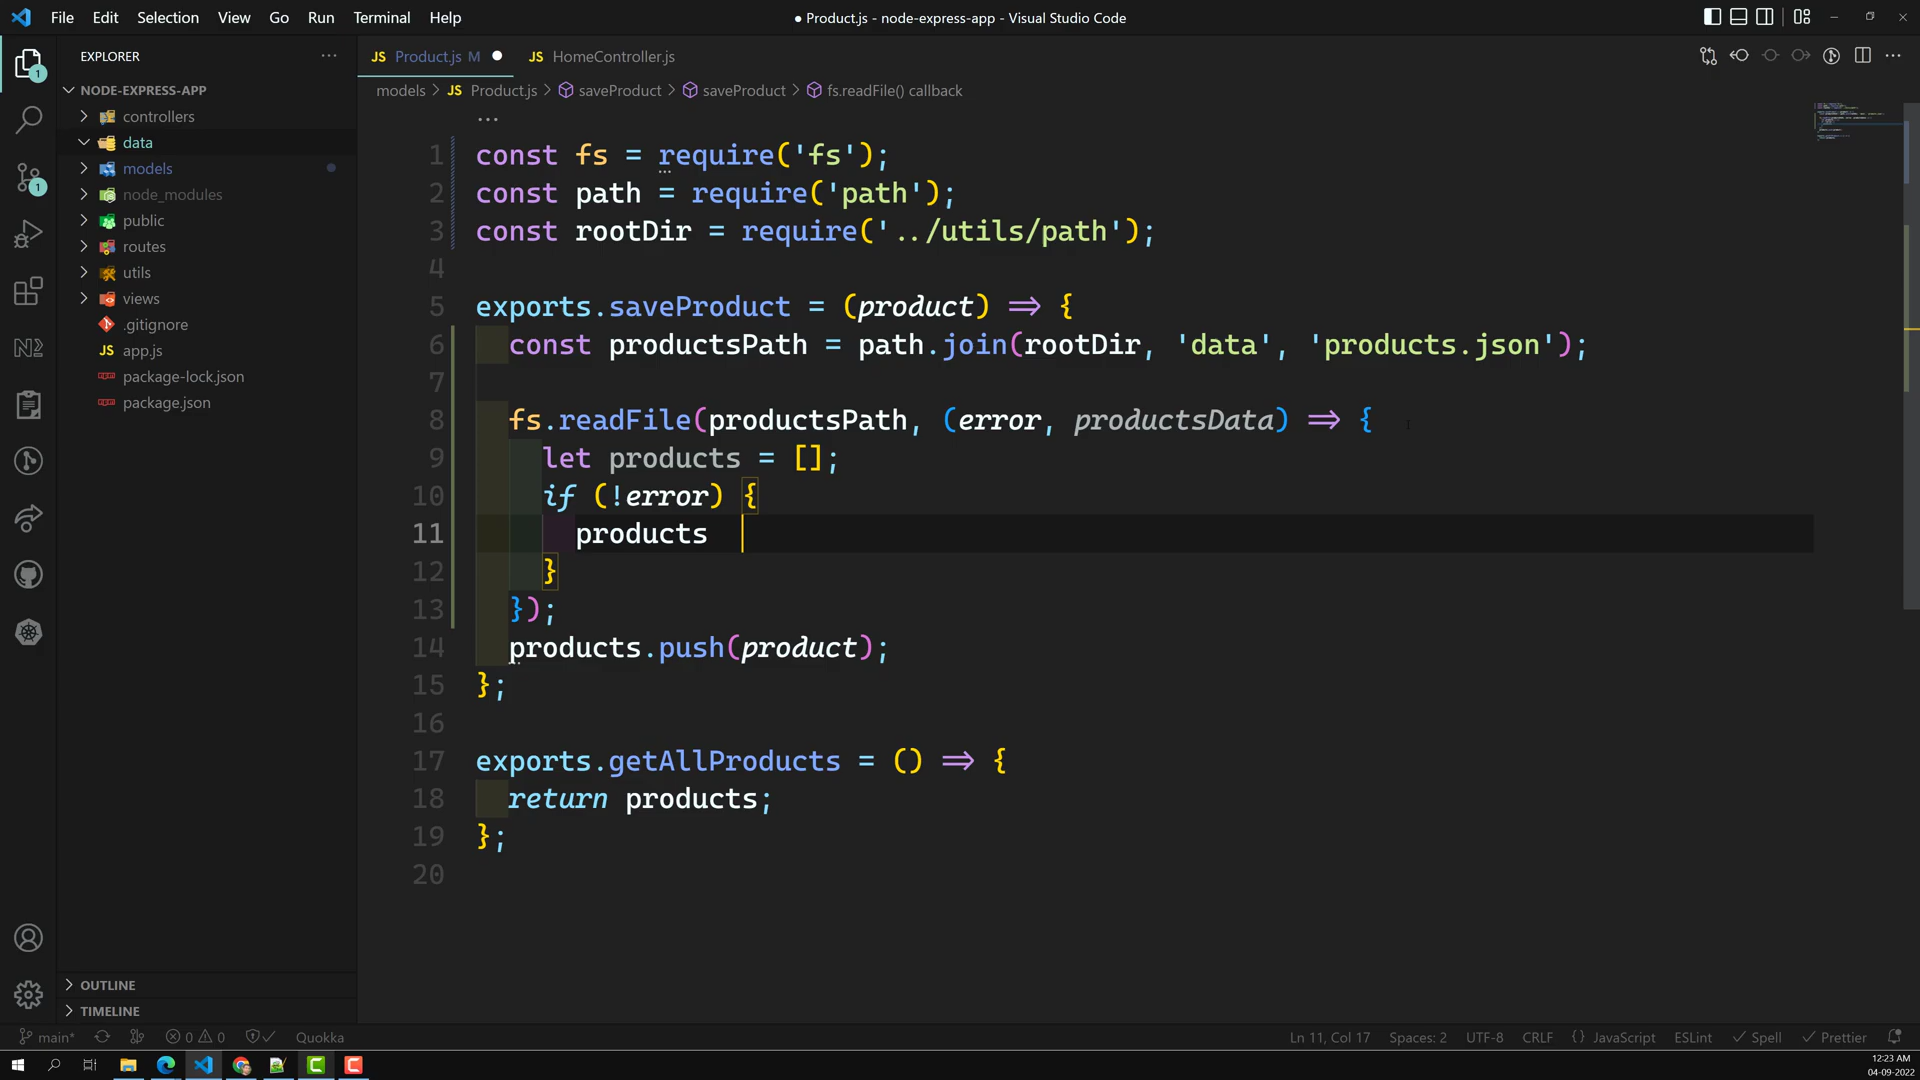 File Edit Selection View Go Run Terminal Help
● Product.js - node-express-app - Visual Studio Code
EXPLORER
NODE-EXPRESS-APP
controllers
data
models
node_modules
public
routes
utils
views
.gitignore
JS app.js
package-lock.json
package.json
OUTLINE
TIMELINE
1
1
JS Product.js M
JS HomeController.js
models > JS Product.js > saveProduct > saveProduct > fs.readFile() callback
1 const fs = require('fs');
2 const path = require('path');
3 const rootDir = require('../utils/path');
4
5 exports.saveProduct = (product) => {
6 const productsPath = path.join(rootDir, 'data', 'products.json');
7
8 fs.readFile(productsPath, (error, productsData) => {
9 let products = [];
10 if (!error) {
11 products
12 }
13 });
14 products.push(product);
15 };
16
17 exports.getAllProducts = () => {
18 return products;
19 };
20
main* 0 0 Quokka
Ln 11, Col 17 Spaces: 2 UTF-8 CRLF {} JavaScript ESLint Spell Prettier
12:23 AM
04-09-2022